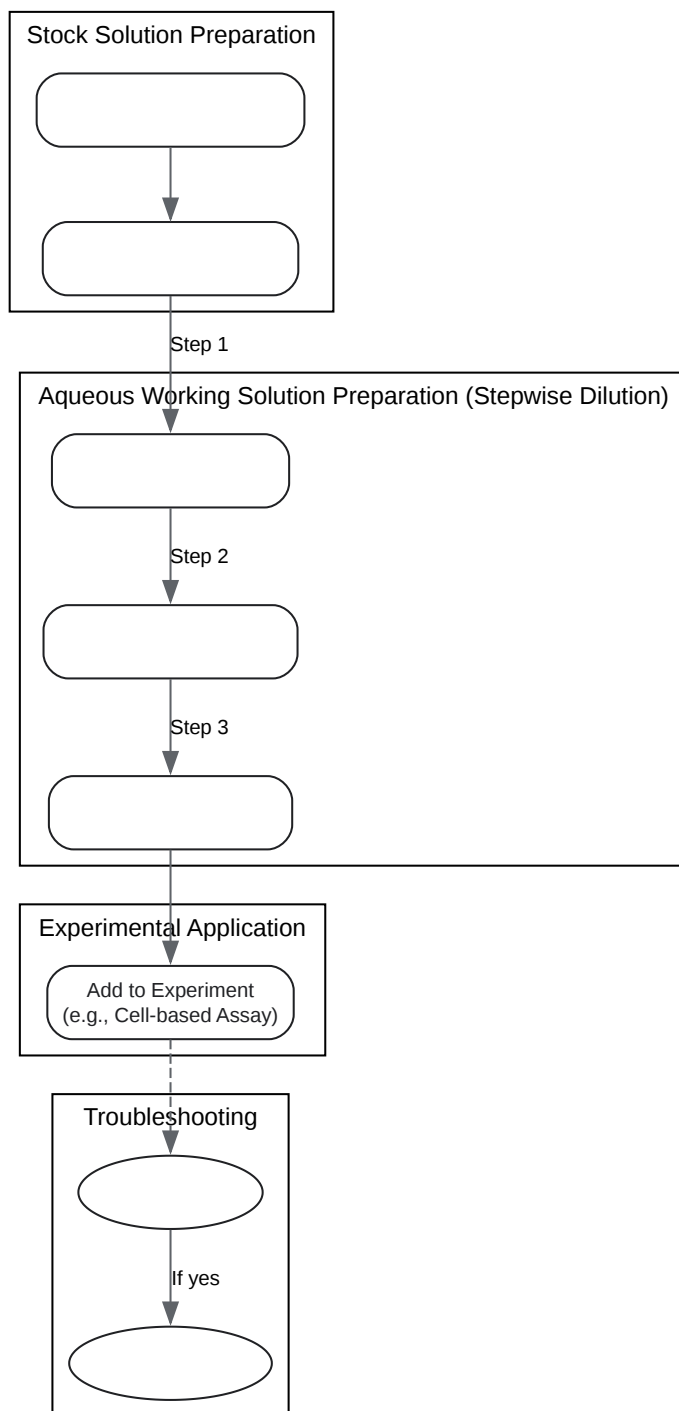 Stock Solution Preparation
Step 1
Aqueous Working Solution Preparation (Stepwise Dilution)
Step 2
Step 3
Experimental Application
Add to Experiment
(e.g., Cell-based Assay)
Troubleshooting
If yes